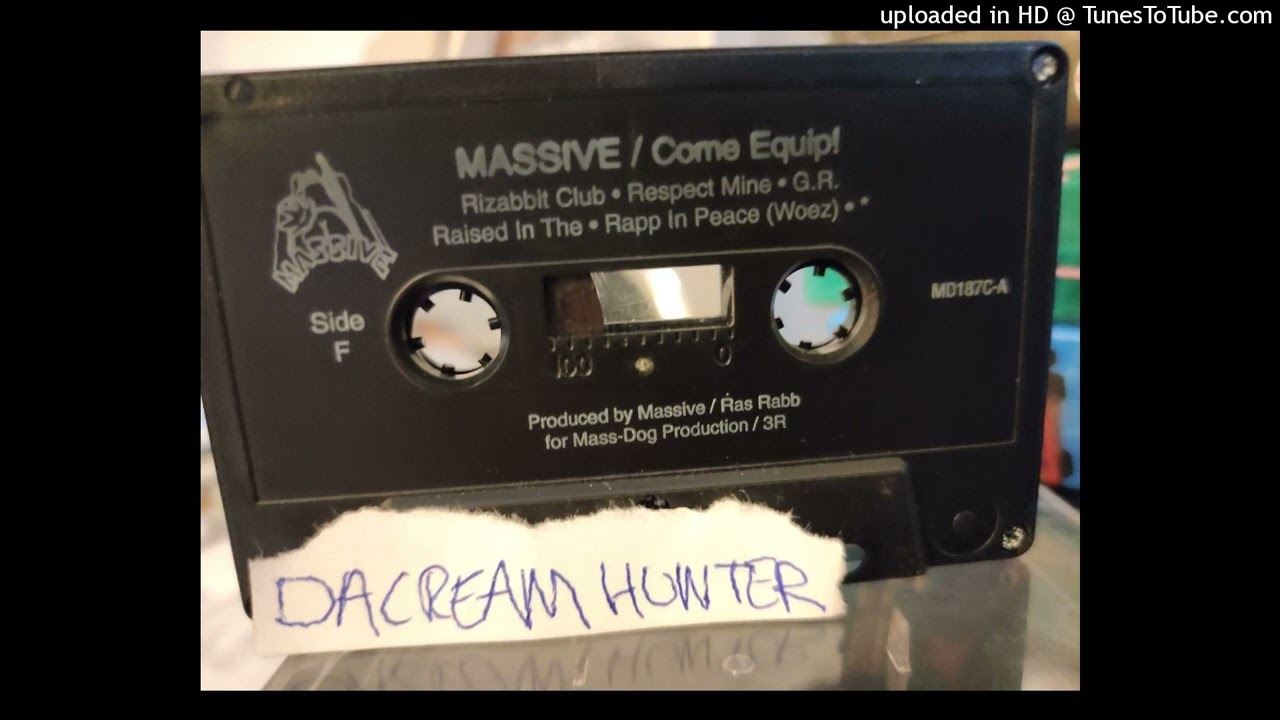 uploaded in HD @ TunesToTube.com
MASSIVE / Come Equip!
Rizabbit Club • Respect Mine • G.R.
Raised In The • Rapp In Peace (Woez) • *
MASSIVE
Side
F
MD187C-A
100 0
Produced by Massive / Ras Rabb
for Mass-Dog Production / 3R
DACREAM HUNTER